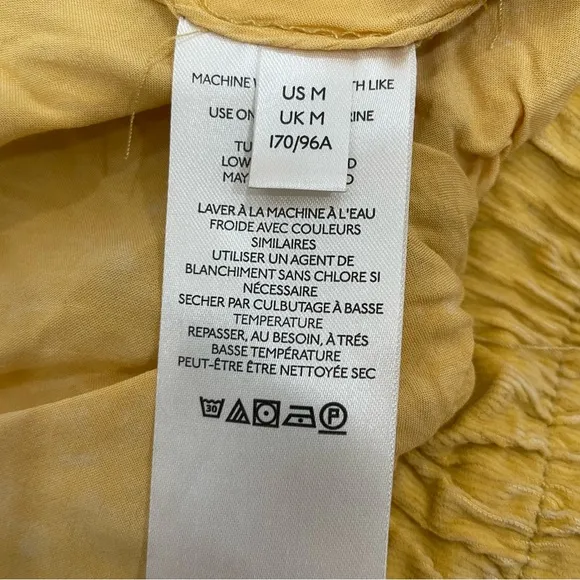 MACHINE
TH LIKE
US M
USE ON
RINE
UK M
170/96A
TU
LOW
D
MAY
D
LAVER À LA MACHINE À L'EAU
FROIDE AVEC COULEURS
SIMILAIRES
UTILISER UN AGENT DE
BLANCHIMENT SANS CHLORE SI
NÉCESSAIRE
SECHER PAR CULBUTAGE À BASSE
TEMPERATURE
REPASSER, AU BESOIN, À TRÉS
BASSE TEMPÉRATURE
PEUT-ÊTRE ÊTRE NETTOYÉE SEC
30
P